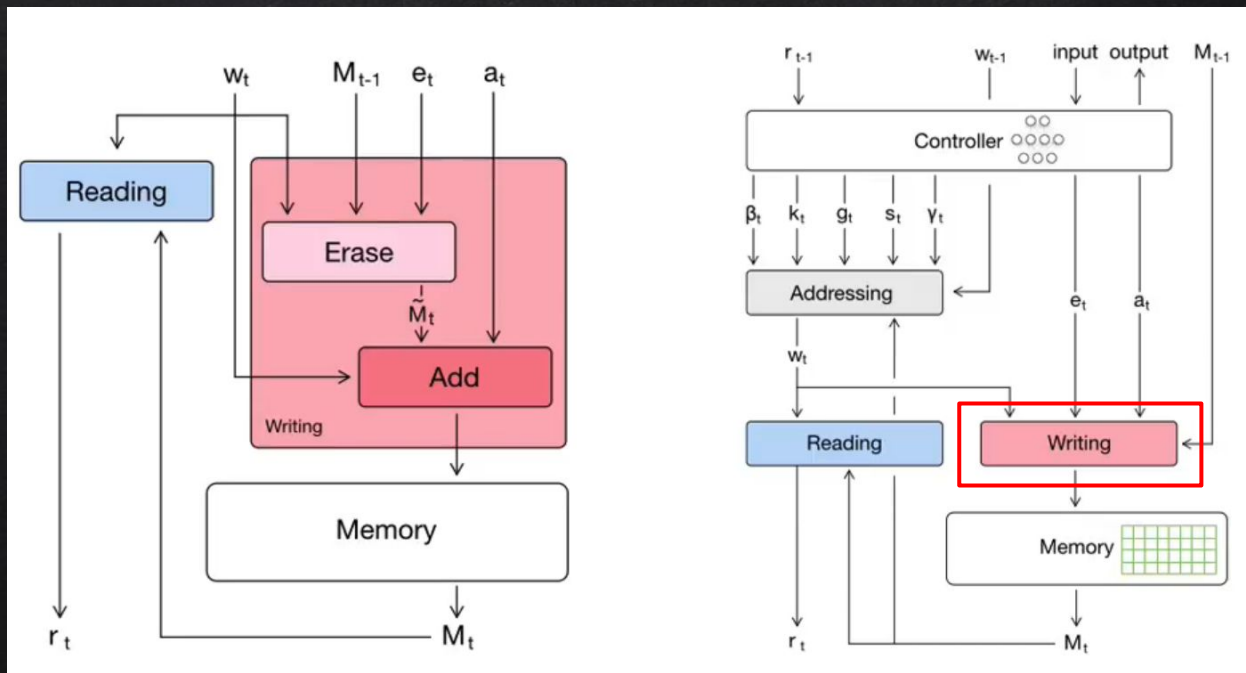 wₜ Mₜ₋₁ eₜ aₜ
Reading
Erase
M̃ₜ
Add
Writing
Memory
rₜ Mₜ
rₜ₋₁ wₜ₋₁ input output Mₜ₋₁
Controller
βₜ kₜ gₜ sₜ γₜ
Addressing
eₜ aₜ
wₜ
Reading Writing
Memory
rₜ Mₜ